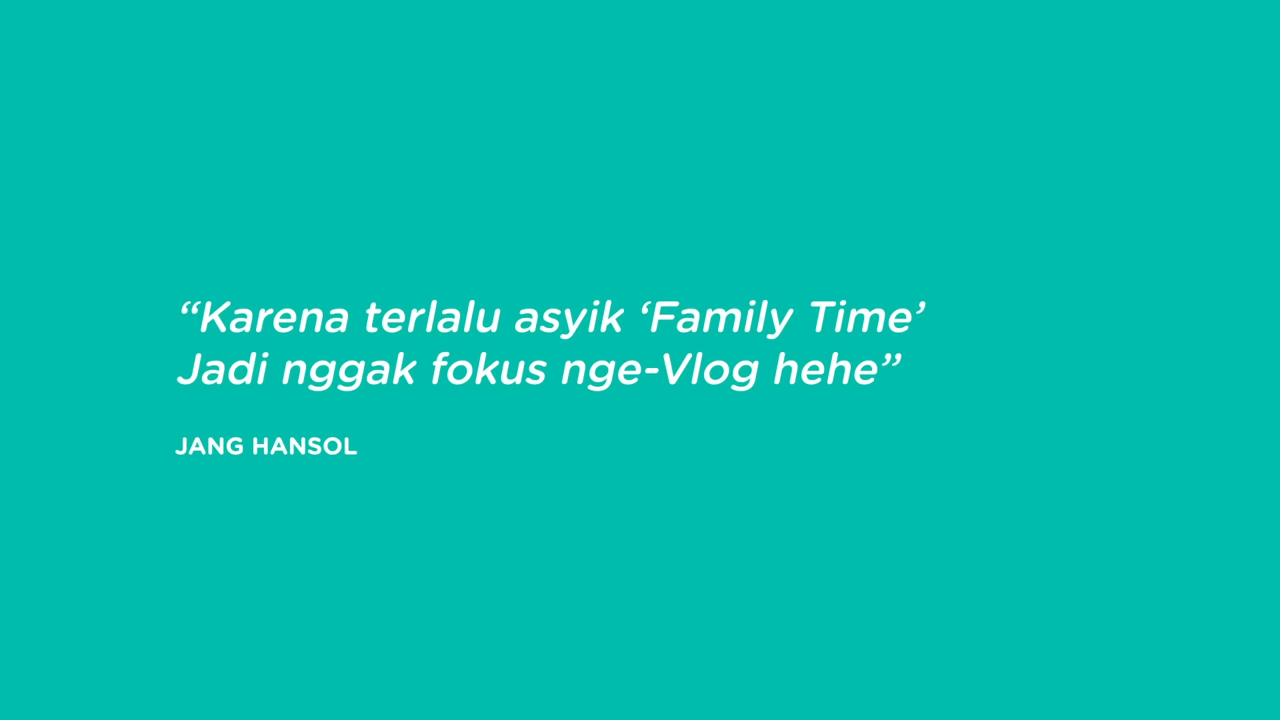 “Karena terlalu asyik ‘Family Time’
Jadi nggak fokus nge-Vlog hehe”
JANG HANSOL